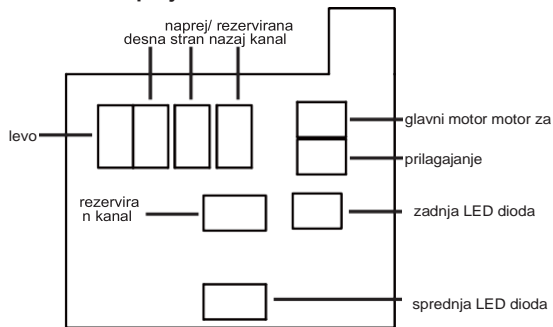 naprej/ rezervirana
desna stran nazaj kanal
levo
glavni motor motor za
prilagajanje
rezervira
n kanal
zadnja LED dioda
sprednja LED dioda